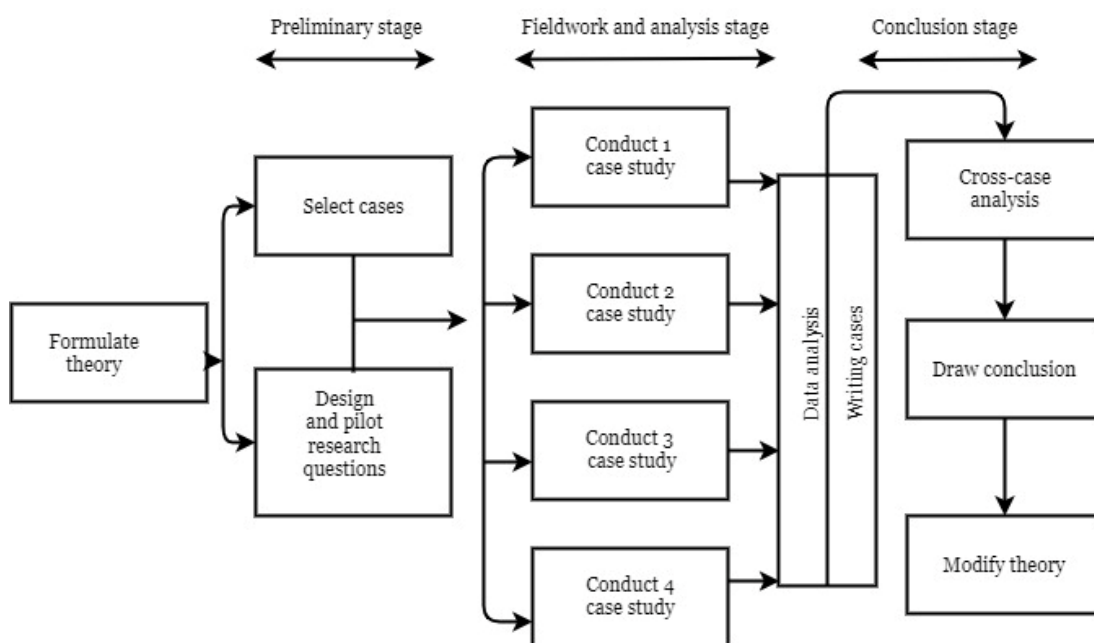 Preliminary stage
Fieldwork and analysis stage
Conclusion stage
Formulate
theory
Select cases
Design
and pilot
research
questions
Conduct 1
case study
Conduct 2
case study
Conduct 3
case study
Conduct 4
case study
Data analysis
Writing cases
Cross-case
analysis
Draw conclusion
Modify theory